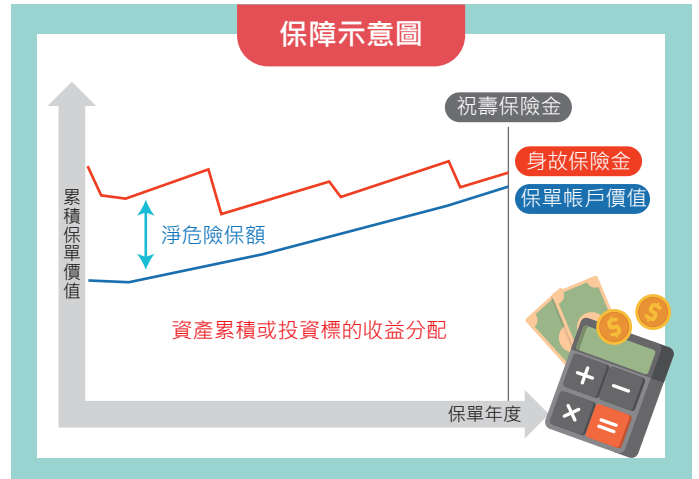 保障示意圖
祝壽保險金
身故保險金
保單帳戶價值
累積保單價值
淨危險保額
資產累積或投資標的收益分配
保單年度
$
$
+
−
×
=